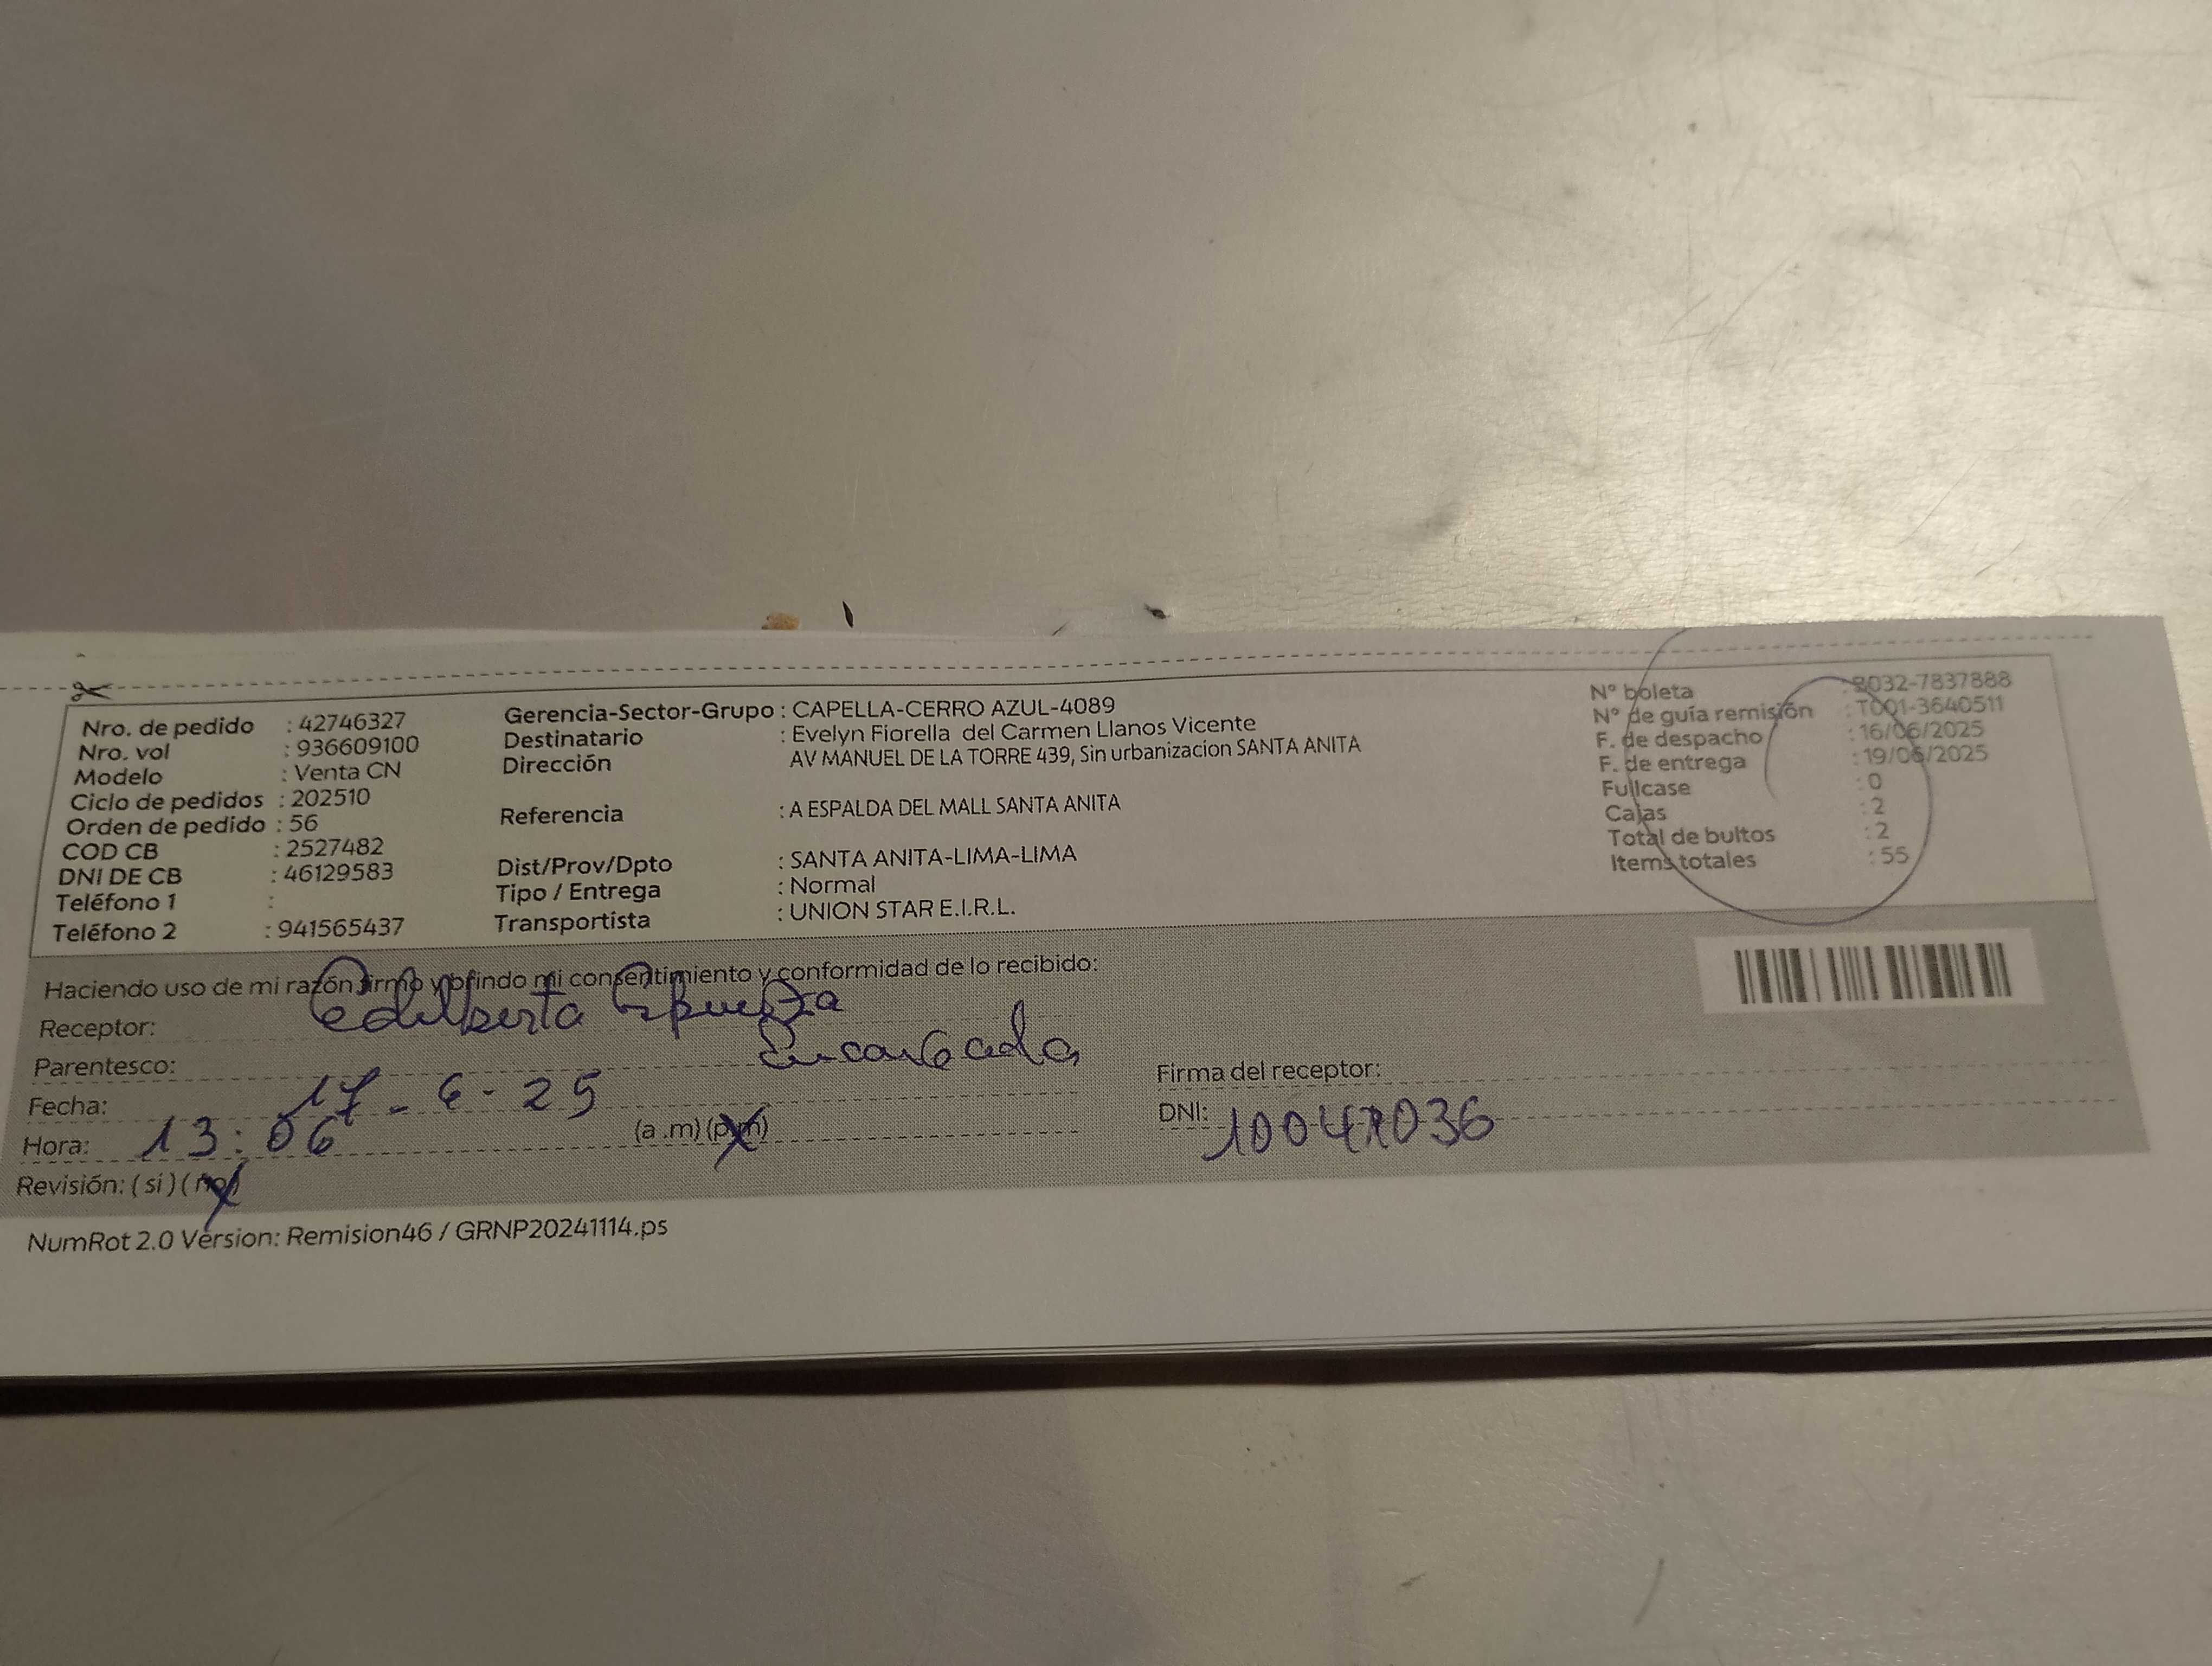 Nro. de pedido : 42746327
Nro. vol : 936609100
Modelo : Venta CN
Ciclo de pedidos : 202510
Orden de pedido : 56
COD CB : 2527482
DNI DE CB : 46129583
Teléfono 1 :
Teléfono 2 : 941565437
Gerencia-Sector-Grupo : CAPELLA-CERRO AZUL-4089
Destinatario : Evelyn Fiorella del Carmen Llanos Vicente
Dirección AV MANUEL DE LA TORRE 439, Sin urbanizacion SANTA ANITA
Referencia : A ESPALDA DEL MALL SANTA ANITA
Dist/Prov/Dpto : SANTA ANITA-LIMA-LIMA
Tipo / Entrega : Normal
Transportista : UNION STAR E.I.R.L.
N° boleta : B032-7837888
N° de guía remisión : T001-3640511
F. de despacho : 16/06/2025
F. de entrega : 19/06/2025
Fullcase : 0
Cajas : 2
Total de bultos : 2
Items totales : 55
Haciendo uso de mi razón firmo y brindo mi consentimiento y conformidad de lo recibido:
Receptor: Edilberta
Parentesco: Encargada
Fecha: 17-6-25
Hora: 13:06 (a .m) (p.m)
Revisión: (si) (no)
Firma del receptor:
DNI:
NumRot 2.0 Version: Remision46 / GRNP20241114.ps